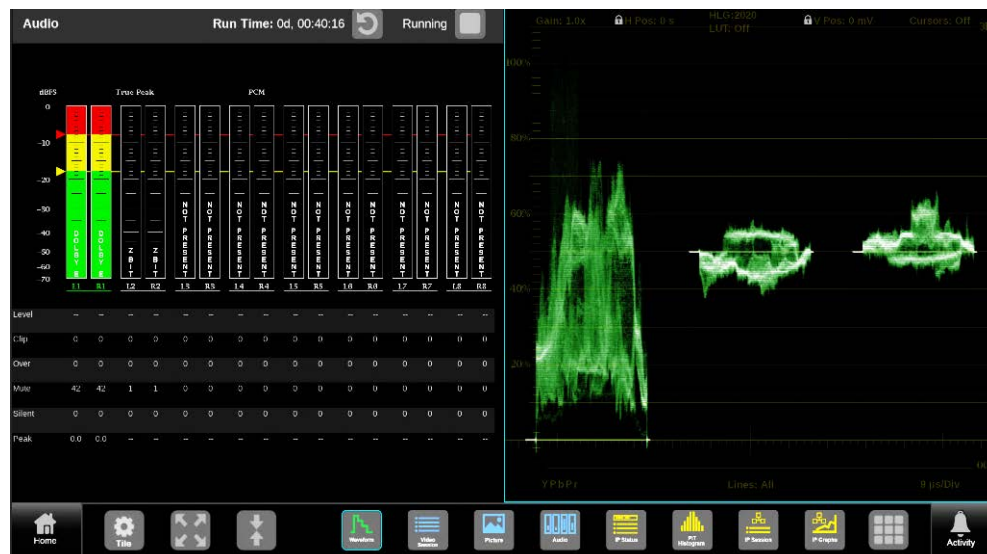 Audio
Run Time: 0d, 00:40:16
Running
dBFS True Peak PCM
0
-10
-20
-30
-40
-50
-60
-70
DOLBY E DOLBY E Z BIT Z BIT NOT PRESENT NOT PRESENT NOT PRESENT NOT PRESENT NOT PRESENT NOT PRESENT NOT PRESENT NOT PRESENT NOT PRESENT NOT PRESENT NOT PRESENT NOT PRESENT
L1 R1 L2 R2 L3 R3 L4 R4 L5 R5 L6 R6 L7 R7 L8 R8
Level -- -- -- -- -- -- -- -- -- -- -- -- -- -- -- --
Clip 0 0 0 0 0 0 0 0 0 0 0 0 0 0 0 0
Over 0 0 0 0 0 0 0 0 0 0 0 0 0 0 0 0
Mute 42 42 1 1 0 0 0 0 0 0 0 0 0 0 0 0
Silent 0 0 0 0 0 0 0 0 0 0 0 0 0 0 0 0
Peak 0.0 0.0 -- -- -- -- -- -- -- -- -- -- -- -- -- --
Gain: 1.0x H Pos: 0 s HLG:2020 V Pos: 0 mV Cursors: Off
LUT: Off
100%
80%
60%
40%
20%
YPbPr Lines: All 8 µs/Div
Home Tile Waveform Video Session Picture Audio IP Status PIT Histogram IP Session IP Graphs Activity